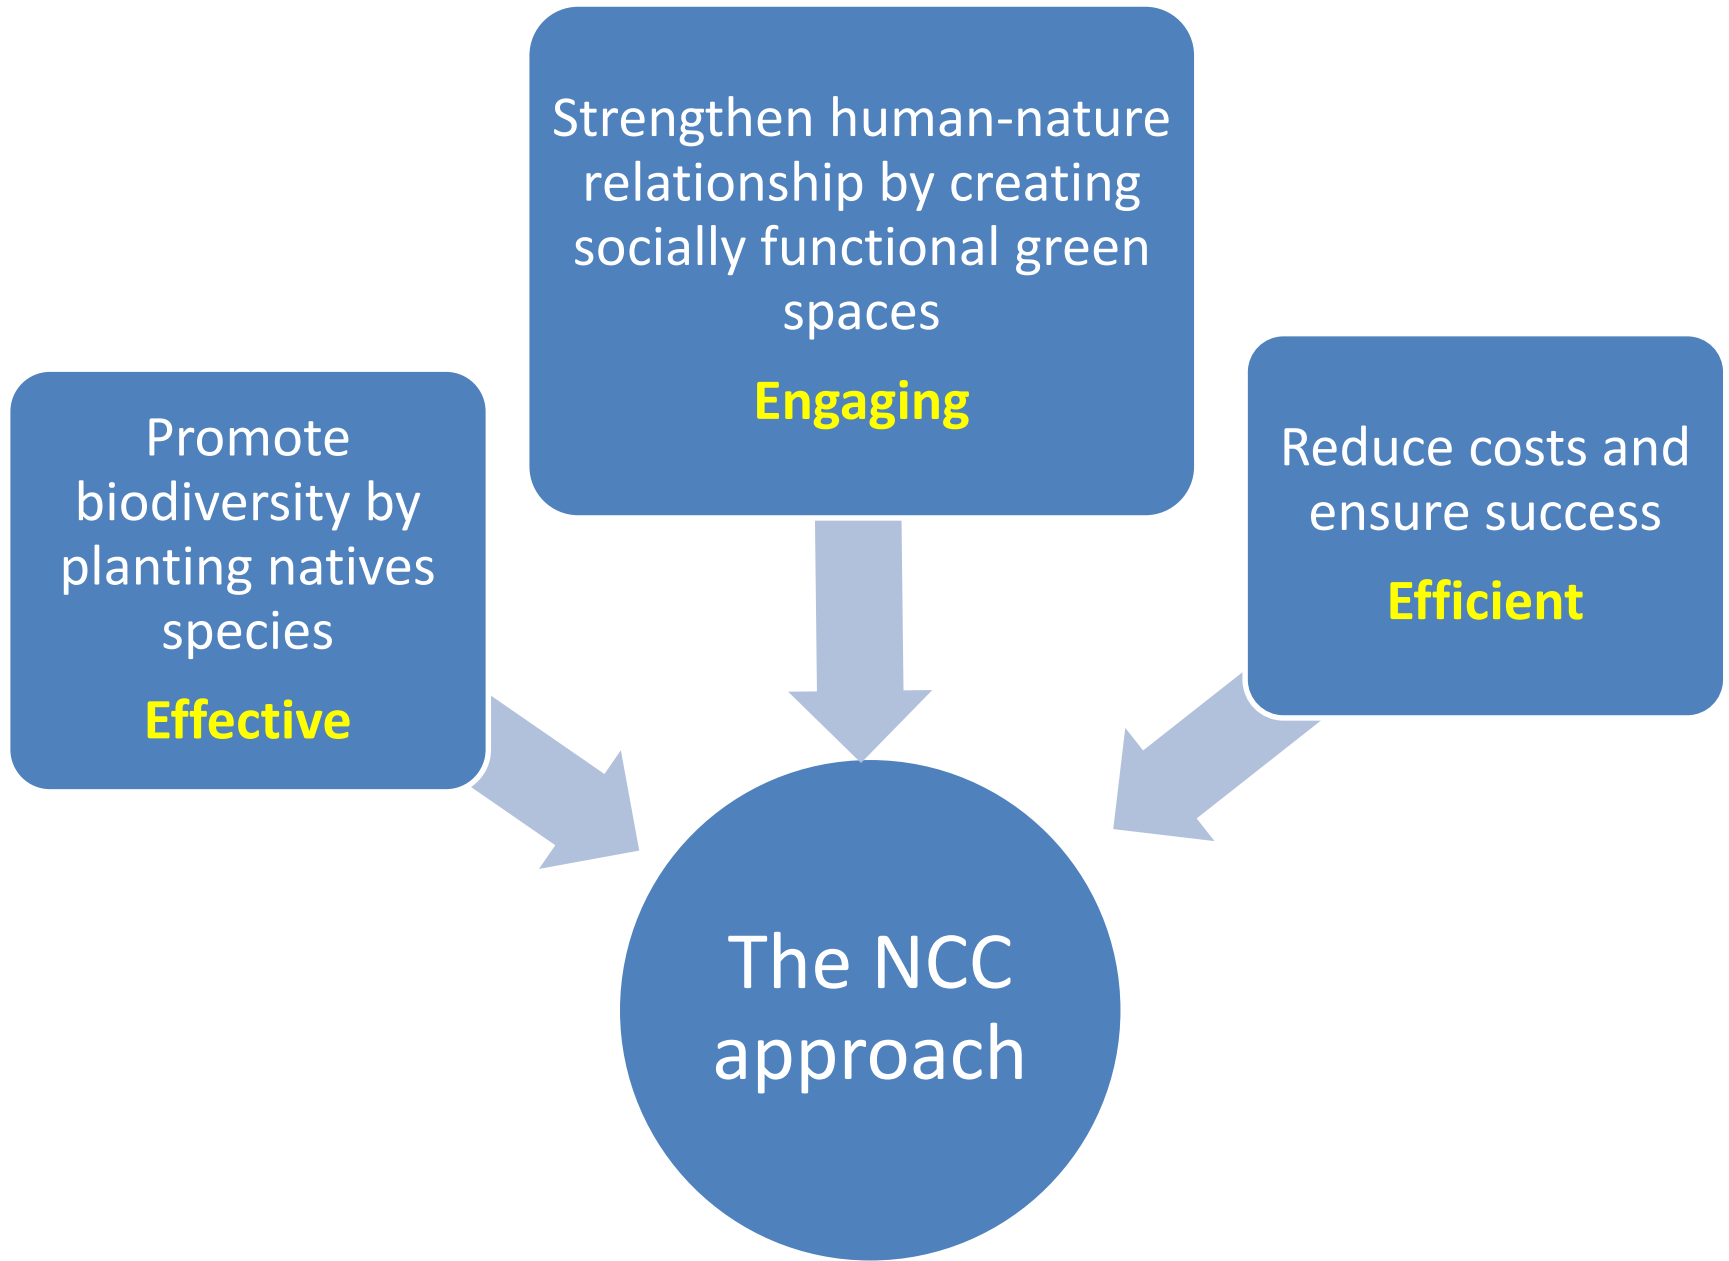 Strengthen human-nature
relationship by creating
socially functional green
spaces
Engaging
Promote
biodiversity by
planting natives
species
Effective
Reduce costs and
ensure success
Efficient
The NCC
approach